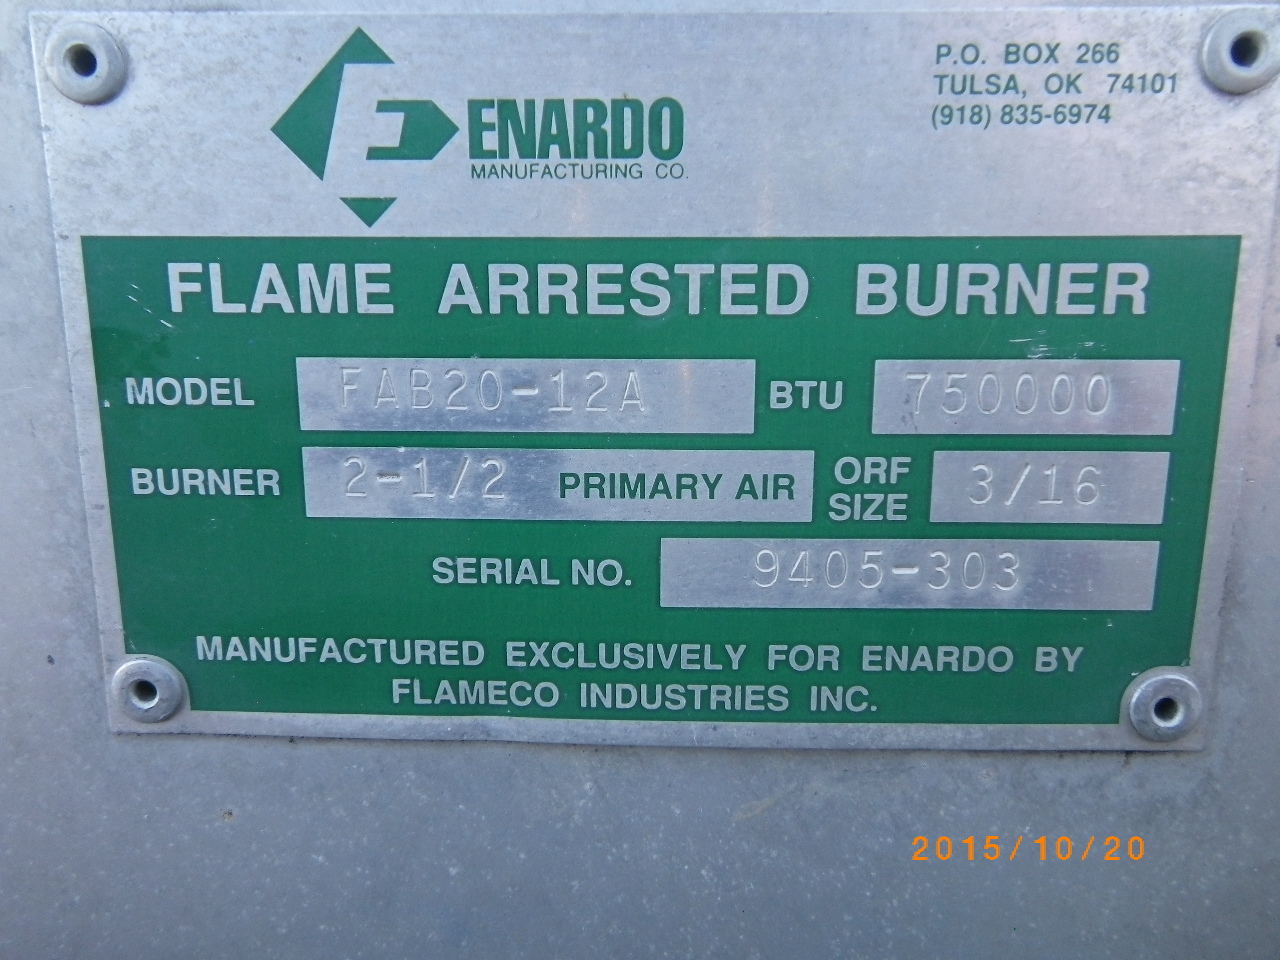 P.O. BOX 266
TULSA, OK 74101
(918) 835-6974
ENARDO
MANUFACTURING CO.
FLAME ARRESTED BURNER
MODEL FAB20-12A BTU 750000
BURNER 2-1/2 PRIMARY AIR ORF SIZE 3/16
SERIAL NO. 9405-303
MANUFACTURED EXCLUSIVELY FOR ENARDO BY
FLAMECO INDUSTRIES INC.
2015/10/20